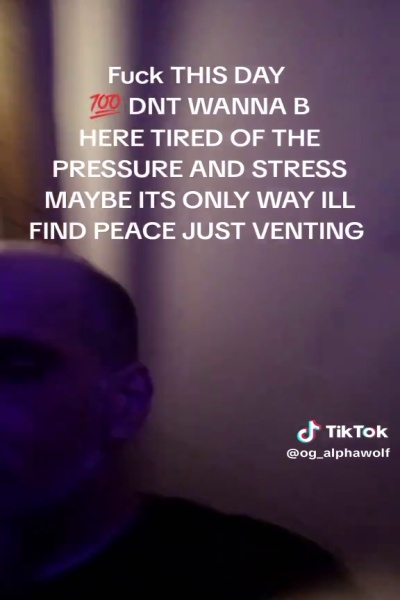 Fuck THIS DAY
💯 DNT WANNA B
HERE TIRED OF THE
PRESSURE AND STRESS
MAYBE ITS ONLY WAY ILL
FIND PEACE JUST VENTING
TikTok
@og_alphawolf